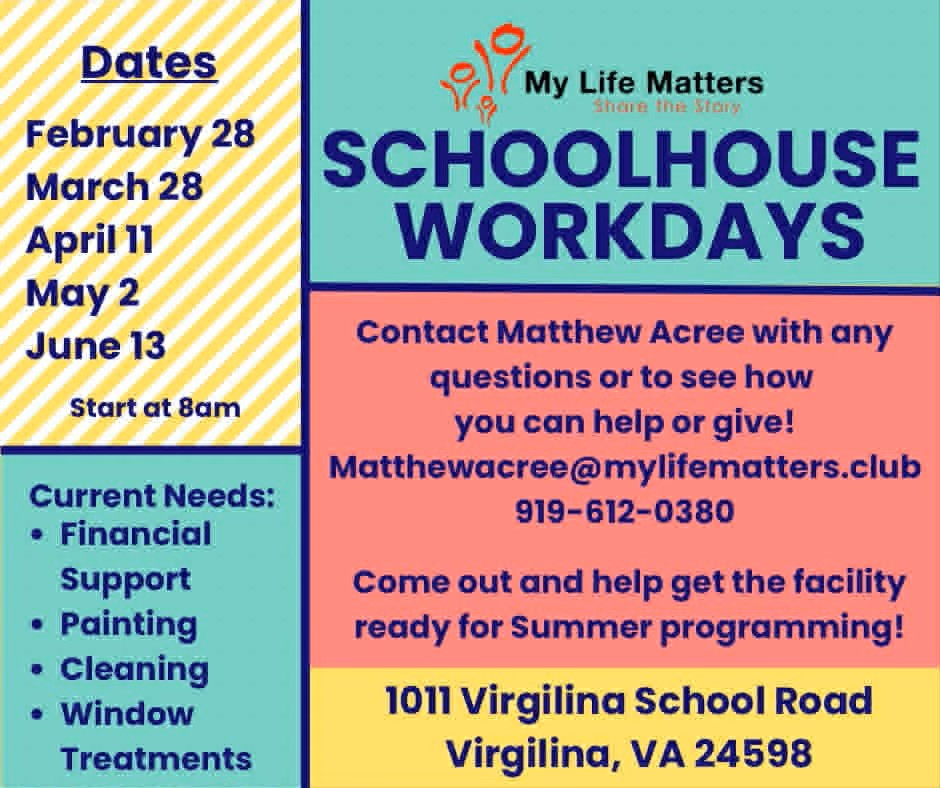 Dates
February 28
March 28
April 11
May 2
June 13
Start at 8am
Current Needs:
• Financial
Support
• Painting
• Cleaning
• Window
Treatments
My Life Matters
Share the Story
SCHOOLHOUSE
WORKDAYS
Contact Matthew Acree with any
questions or to see how
you can help or give!
Matthewacree@mylifematters.club
919-612-0380
Come out and help get the facility
ready for Summer programming!
1011 Virgilina School Road
Virgilina, VA 24598